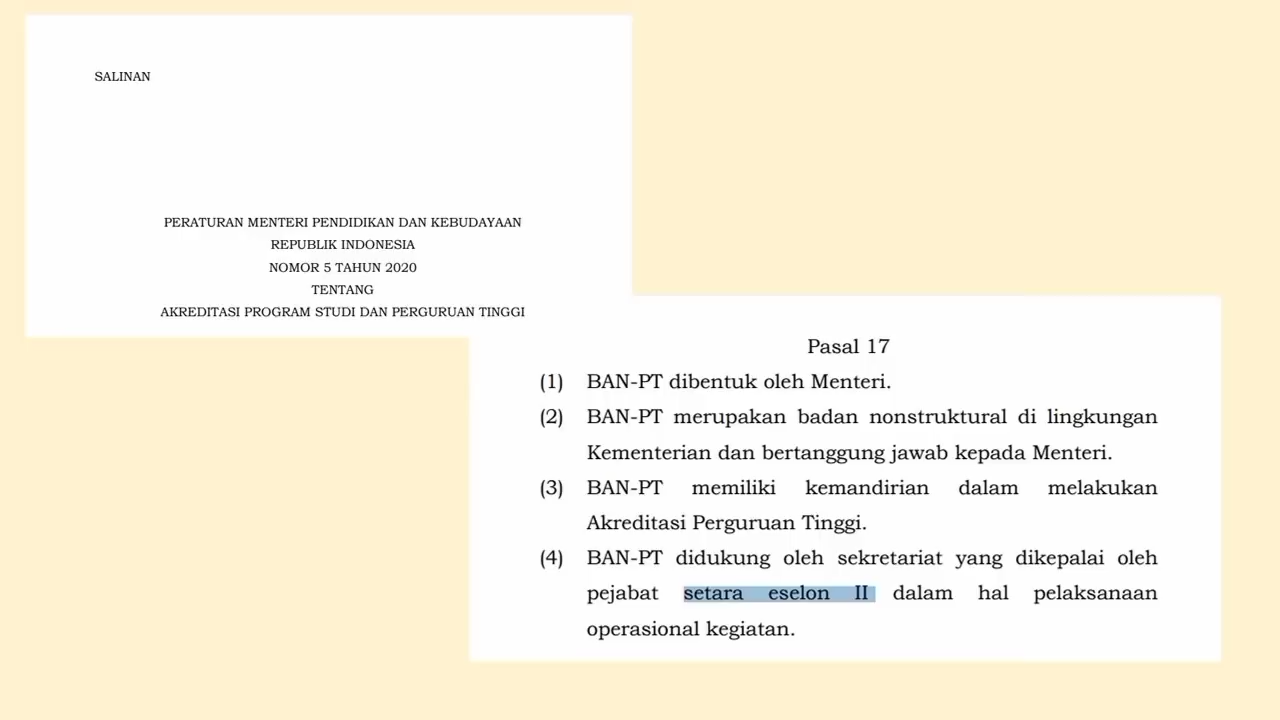 SALINAN
PERATURAN MENTERI PENDIDIKAN DAN KEBUDAYAAN
REPUBLIK INDONESIA
NOMOR 5 TAHUN 2020
TENTANG
AKREDITASI PROGRAM STUDI DAN PERGURUAN TINGGI
Pasal 17
(1) BAN-PT dibentuk oleh Menteri.
(2) BAN-PT merupakan badan nonstruktural di lingkungan
Kementerian dan bertanggung jawab kepada Menteri.
(3) BAN-PT memiliki kemandirian dalam melakukan
Akreditasi Perguruan Tinggi.
(4) BAN-PT didukung oleh sekretariat yang dikepalai oleh
pejabat setara eselon II dalam hal pelaksanaan
operasional kegiatan.